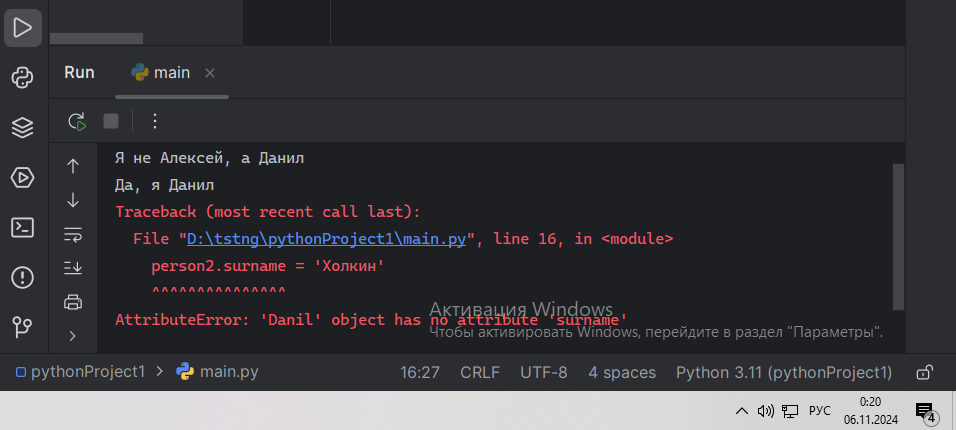 Run main
Я не Алексей, а Данил
Да, я Данил
Traceback (most recent call last):
File "D:\tstng\pythonProject1\main.py", line 16, in <module>
person2.surname = 'Холкин'
^^^^^^^^^^^^^^^
AttributeError: 'Danil' object has no attribute 'surname'
Активация Windows
Чтобы активировать Windows, перейдите в раздел "Параметры".
pythonProject1 > main.py 16:27 CRLF UTF-8 4 spaces Python 3.11 (pythonProject1)
РУС 0:20
06.11.2024 4